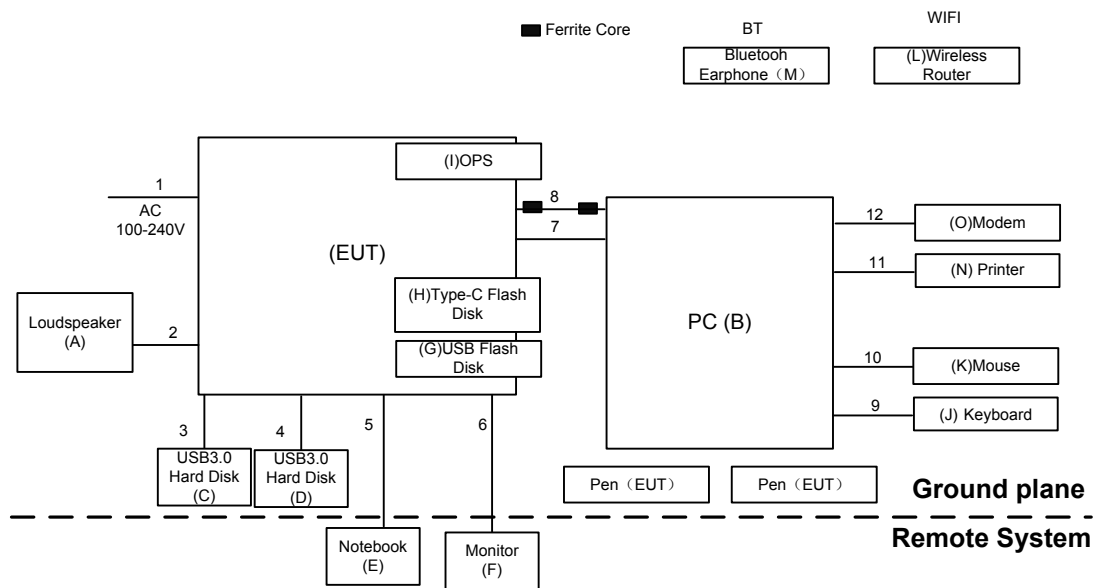 Ferrite Core
BT
WIFI
Bluetooh
Earphone（M）
(L)Wireless
Router
(I)OPS
1
AC
100-240V
8
7
(EUT)
12
(O)Modem
11
(N) Printer
(H)Type-C Flash
Disk
PC (B)
Loudspeaker
(A)
2
(G)USB Flash
Disk
10
(K)Mouse
9
(J) Keyboard
3
4
5
6
USB3.0
Hard Disk
(C)
USB3.0
Hard Disk
(D)
Pen（EUT）
Pen（EUT）
Ground plane
Remote System
Notebook
(E)
Monitor
(F)